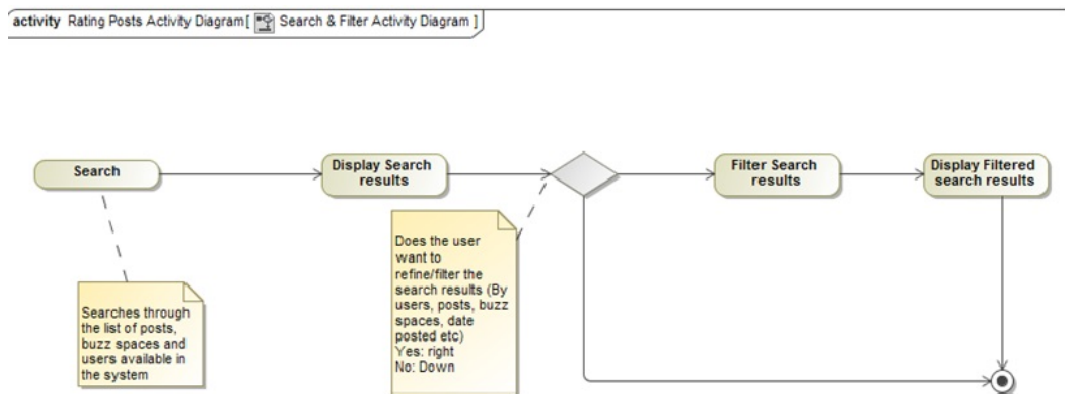 activity Rating Posts Activity Diagram[ Search & Filter Activity Diagram ]
Search
Display Search
results
Filter Search
results
Display Filtered
search results
Does the user
want to
refine/filter the
search results (By
users, posts, buzz
spaces, date
posted etc)
Yes: right
No: Down
Searches through
the list of posts,
buzz spaces and
users available in
the system